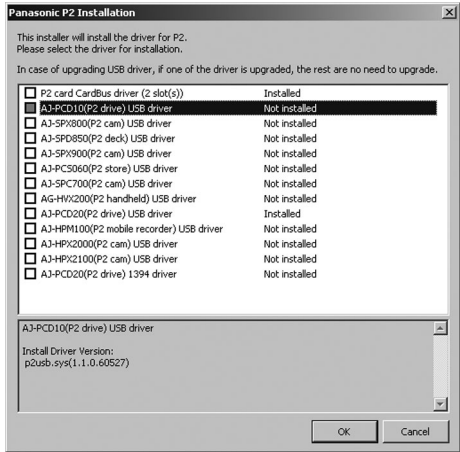 Panasonic P2 Installation
This installer will install the driver for P2.
Please select the driver for installation.
In case of upgrading USB driver, if one of the driver is upgraded, the rest are no need to upgrade.
P2 card CardBus driver (2 slot(s)) Installed
AJ-PCD10(P2 drive) USB driver Not installed
AJ-SPX800(P2 cam) USB driver Not installed
AJ-SPD850(P2 deck) USB driver Not installed
AJ-SPX900(P2 cam) USB driver Not installed
AJ-PCS060(P2 store) USB driver Not installed
AJ-SPC700(P2 cam) USB driver Not installed
AG-HVX200(P2 handheld) USB driver Not installed
AJ-PCD20(P2 drive) USB driver Installed
AJ-HPM100(P2 mobile recorder) USB driver Not installed
AJ-HPX2000(P2 cam) USB driver Not installed
AJ-HPX2100(P2 cam) USB driver Not installed
AJ-PCD20(P2 drive) 1394 driver Not installed
AJ-PCD10(P2 drive) USB driver
Install Driver Version:
p2usb.sys(1.1.0.60527)
OK Cancel